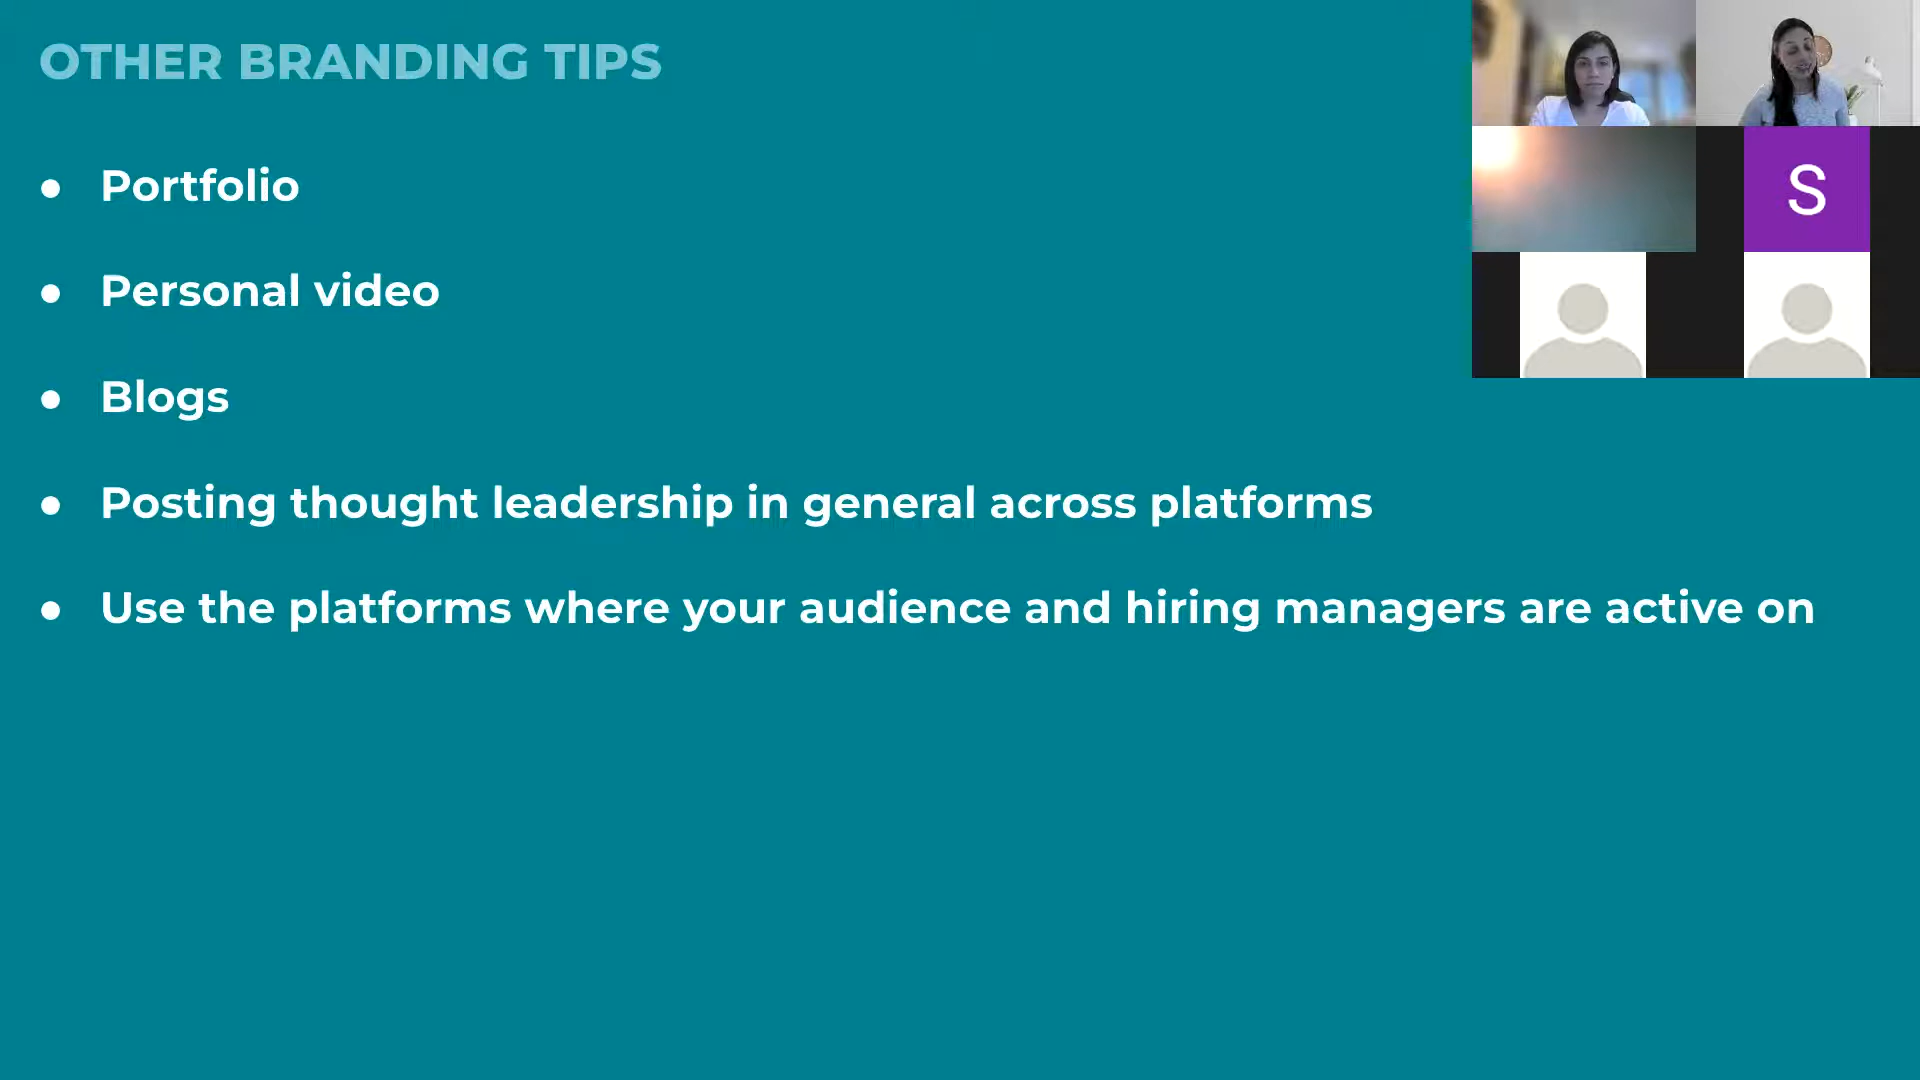 OTHER BRANDING TIPS
● Portfolio
● Personal video
● Blogs
● Posting thought leadership in general across platforms
● Use the platforms where your audience and hiring managers are active on
S